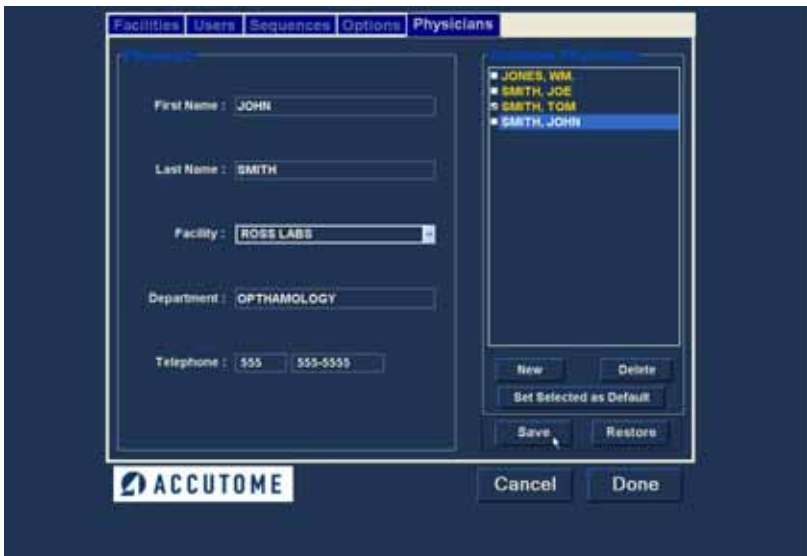 Facilities Users Sequences Options Physicians
JONES, WM.
SMITH, JOE
First Name : JOHN
SMITH, TOM
SMITH, JOHN
Last Name : SMITH
Facility : ROSS LABS
Department : OPTHAMOLOGY
Telephone : 555 555-5555
New Delete
Set Selected as Default
Save Restore
ACCUTOME
Cancel Done